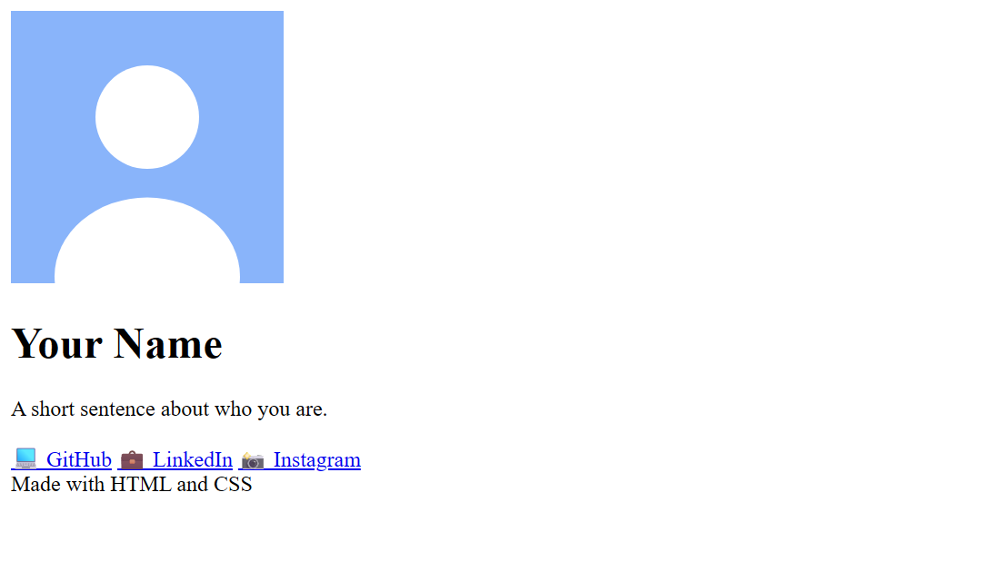 Your Name
A short sentence about who you are.
💻 GitHub 💼 LinkedIn 📸 Instagram
Made with HTML and CSS